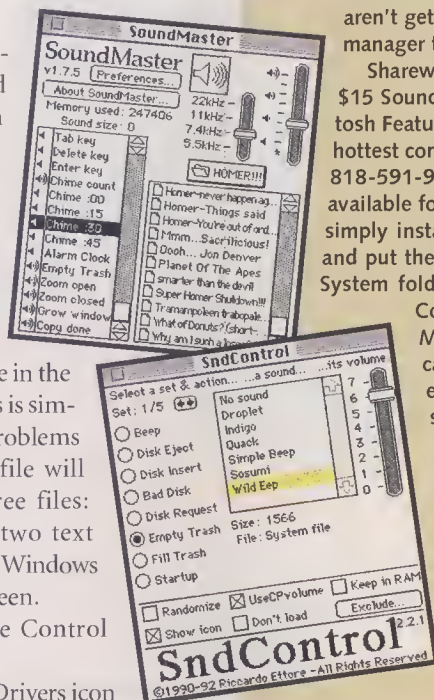 SoundMaster
SoundMaster
v1.7.5 Preferences...
About SoundMaster...
Memory used: 247406
Sound size: 0
22kHz
11kHz
7.4kHz
5.5kHz
HOMER!!!
Tab key
Delete key
Enter key
Chime count
Chime :00
Chime :15
Chime :30
Chime :45
Alarm Clock
Empty Trash
Zoom open
Zoom closed
Grow window
Copy done
Homer-never happen ag...
Homer-Things said
Homer-You're out of ord...
Mmm... Sacrilicious!
Dooh... Jon Denver
Planet Of The Apes
smarter than the devil
Super Homer Shutdown!!!
Tramampoleen trabopale...
What of Donuts? (short-...
Why am I such a
SndControl
Select a set & action... ...a sound... ...its volume
Set: 1/5
Beep
Disk Eject
Disk Insert
Bad Disk
Disk Request
Empty Trash
Fill Trash
Startup
No sound
Droplet
Indigo
Quack
Simple Beep
Sosumi
Wild Eep
7
6
5
4
3
2
1
0
Size: 1566
File: System file
Randomize UseCPvolume Keep in RAM
Show icon Don't load Exclude...
SndControl 2.2.1
©1990-92 Riccardo Ettore - All Rights Reserved
e in the
s is sim-
roblems
file will
ree files:
two text
Windows
een.
e Control
Drivers icon
aren't get
manager
Sharew
$15 Sound
tosh Featu
hottest con
818-591-9
available fo
simply insta
and put the
System fold
Co
M
ca
e
s